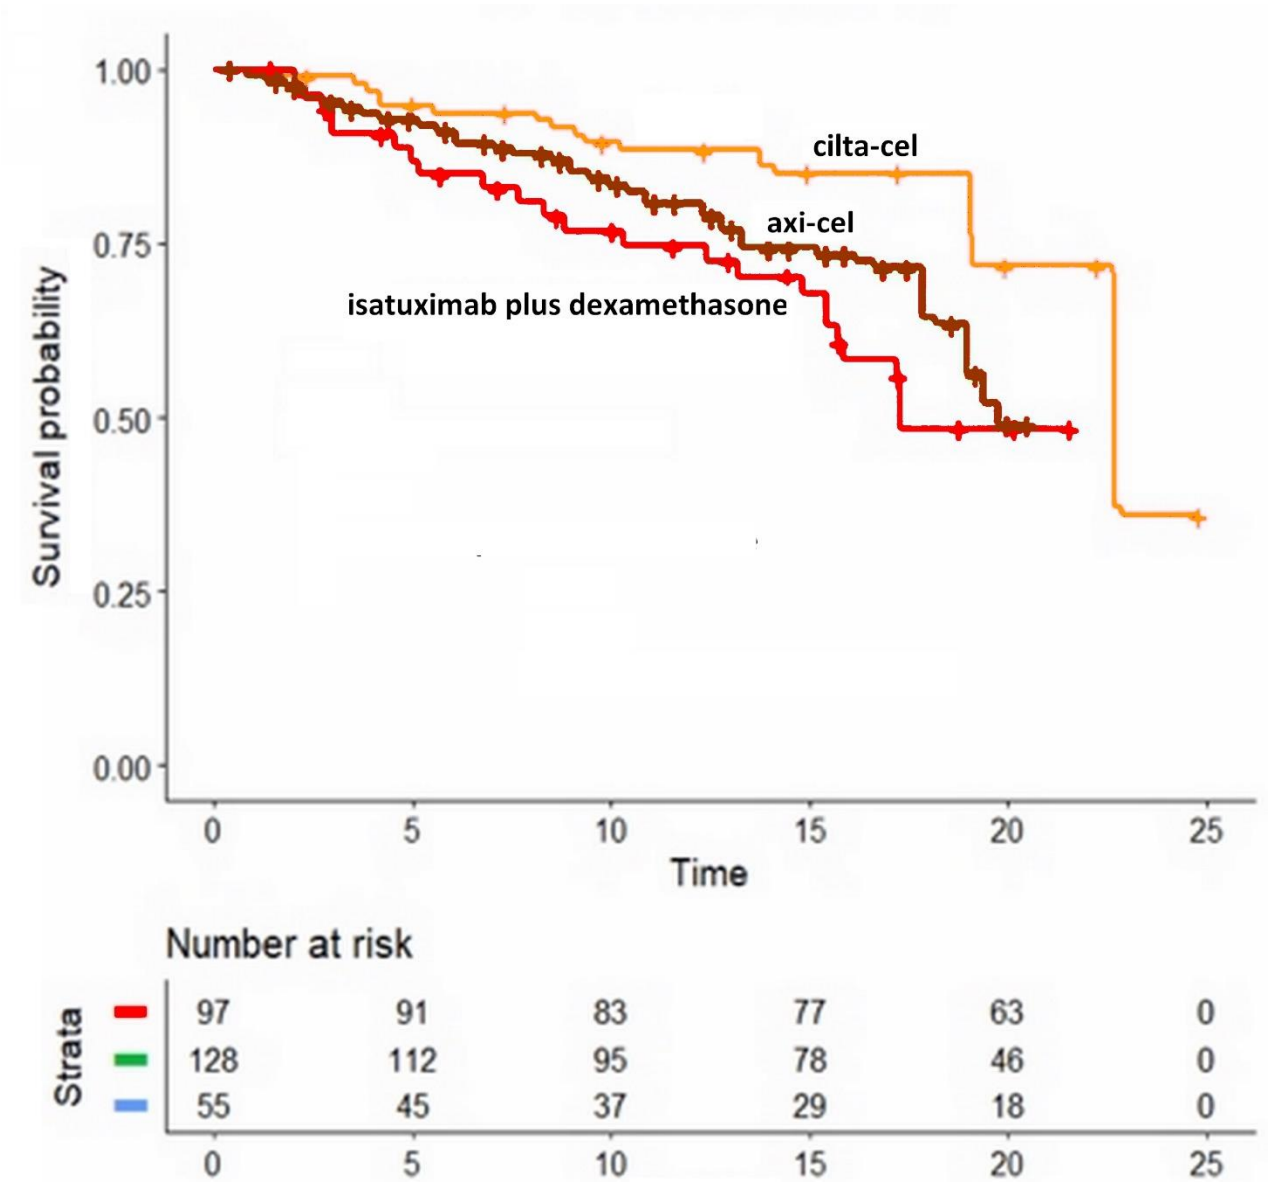 1.00
cilta-cel
axi-cel
0.75
isatuximab plus dexamethasone
Survival probability
0.50
0.25
0.00
0 5 10 15 20 25
Time
Number at risk
Strata
97 91 83 77 63 0
128 112 95 78 46 0
55 45 37 29 18 0
0 5 10 15 20 25